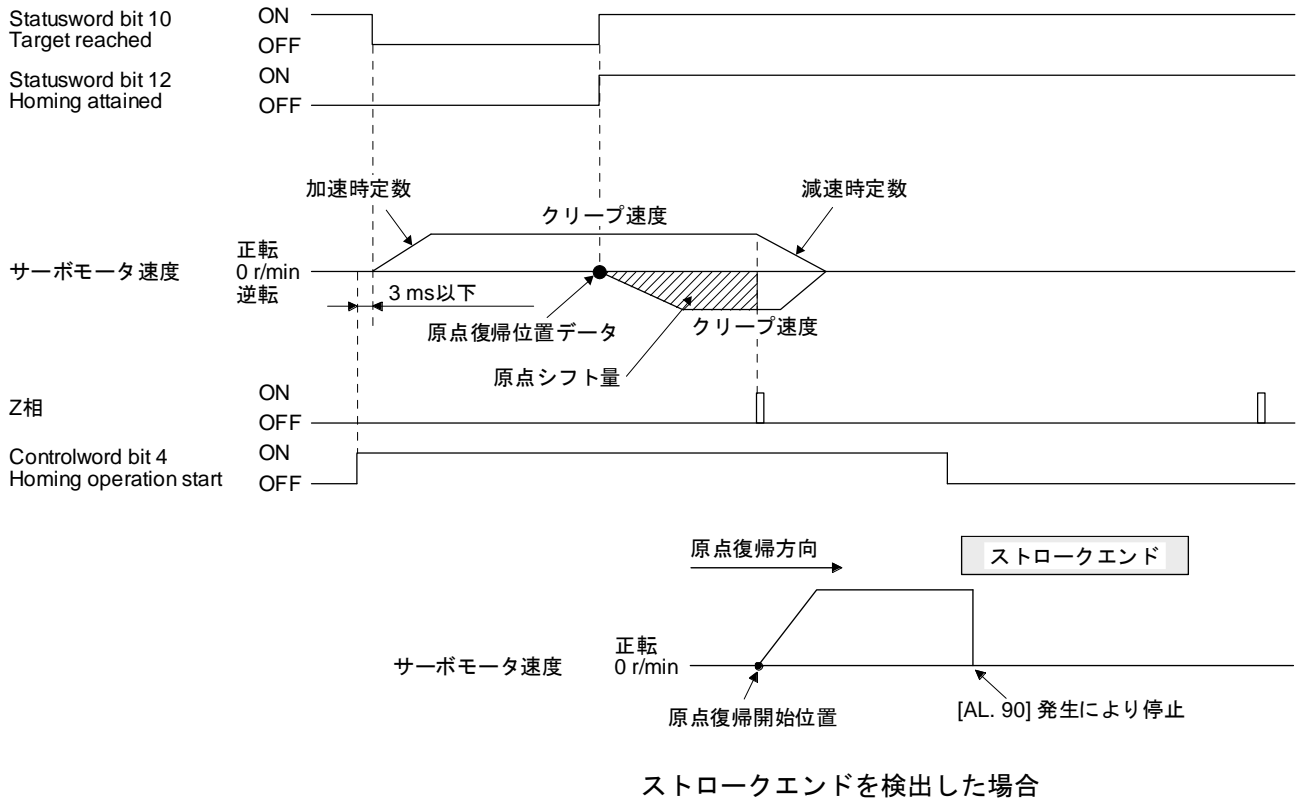 Statusword bit 10
Target reached
ON
OFF
Statusword bit 12
Homing attained
ON
OFF
加速時定数
クリープ速度
減速時定数
サーボモータ速度
正転
0 r/min
逆転
3 ms以下
原点復帰位置データ
クリープ速度
原点シフト量
Z相
ON
OFF
Controlword bit 4
Homing operation start
ON
OFF
原点復帰方向
ストロークエンド
サーボモータ速度
正転
0 r/min
原点復帰開始位置
[AL. 90] 発生により停止
ストロークエンドを検出した場合